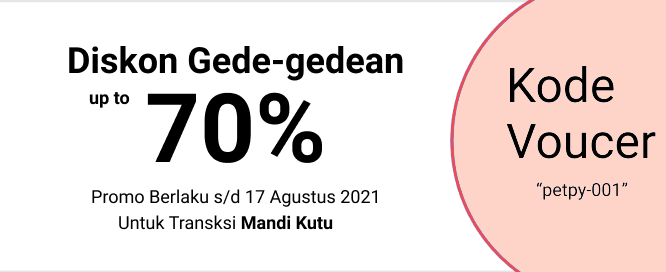 Diskon Gede-gedean
up to 70%
Promo Berlaku s/d 17 Agustus 2021
Untuk Transksi Mandi Kutu
Kode
Voucer
“petpy-001”